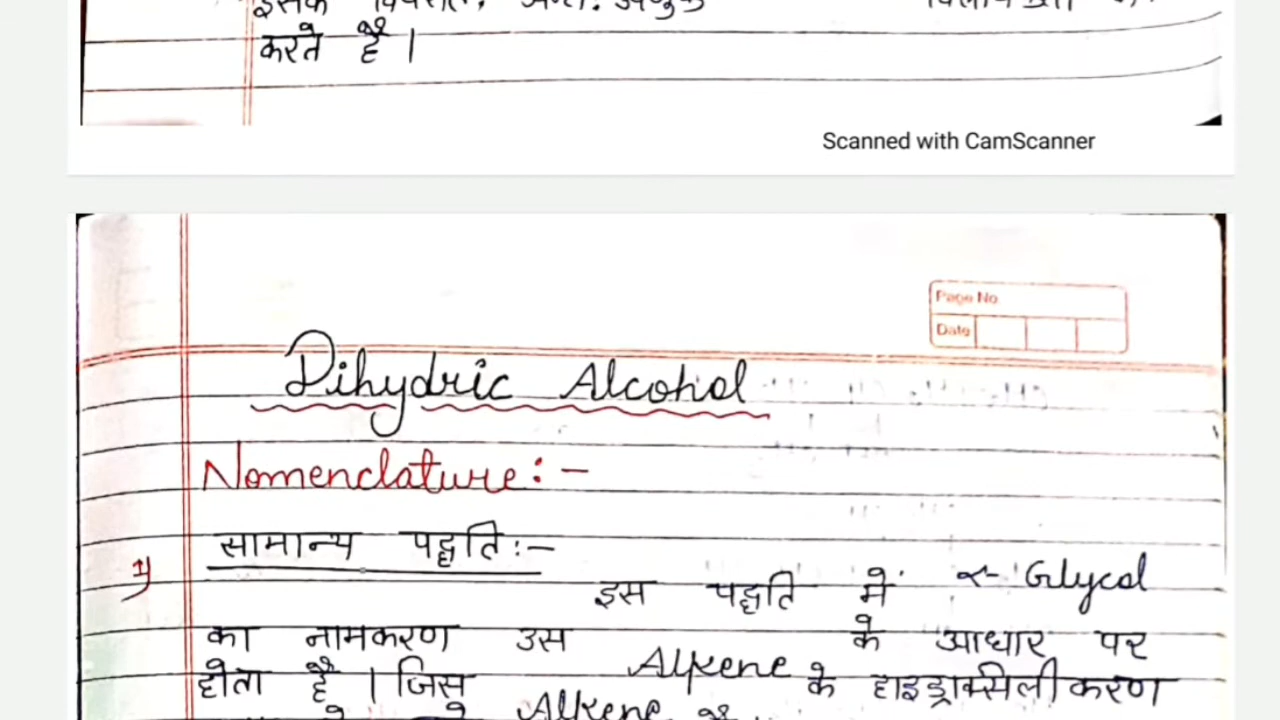 करते है ।
Scanned with CamScanner
Page No
Date
Dihydric Alcohol
Nomenclature:-
सामान्य पद्धति:-
1) इस पद्धति में α- Glycol
का नामकरण उस Alkene के आधार पर
होता है । जिस Alkene के हाइड्राक्सिलीकरण